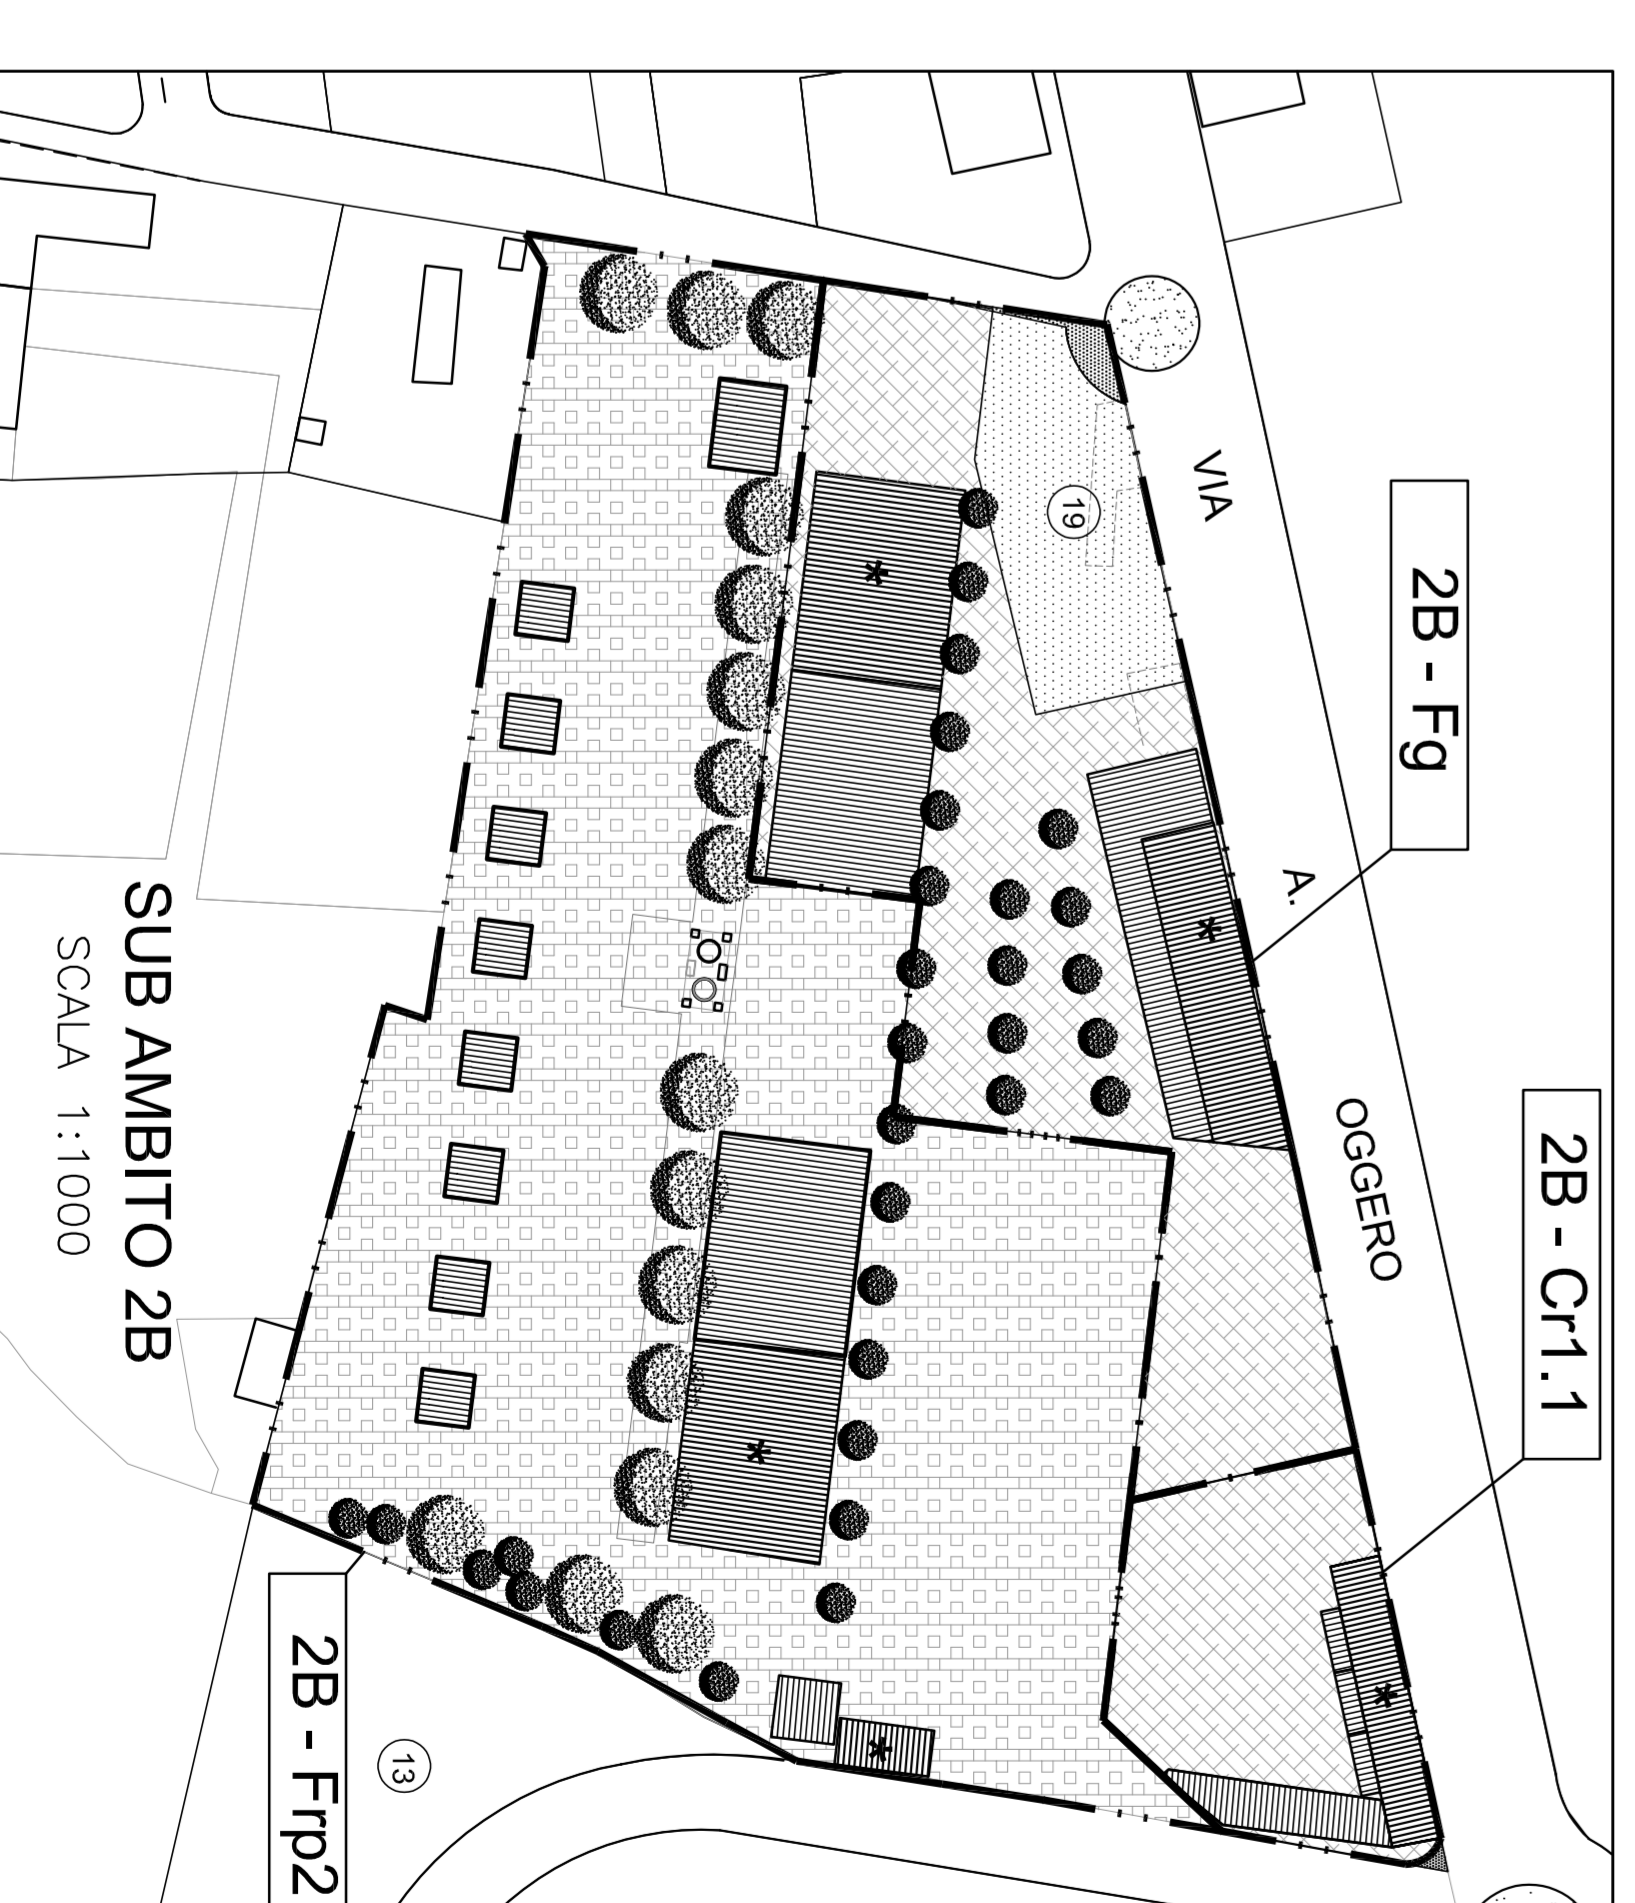 2B - Cr1.1
2B - Fg
VIA A. OGGERO
19
*
*
*
*
*
SUB AMBITO 2B
SCALA 1:1000
2B - Frp2
13